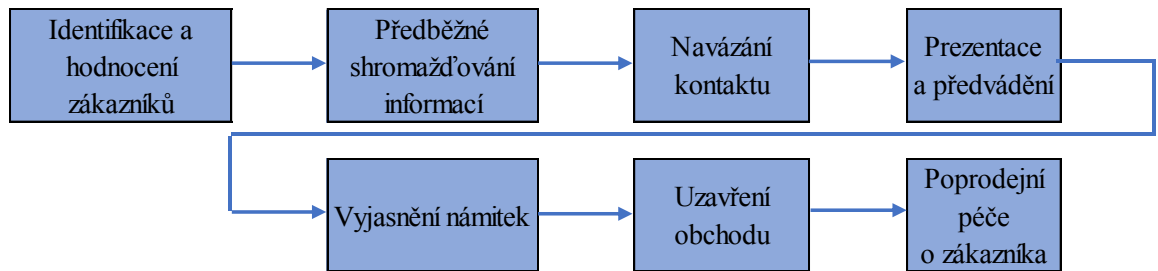 Identifikace a
hodnocení
zákazníků
Předběžné
shromažďování
informací
Navázání
kontaktu
Prezentace
a předvádění
Vyjasnění námitek
Uzavření
obchodu
Poprodejní
péče
o zákazníka